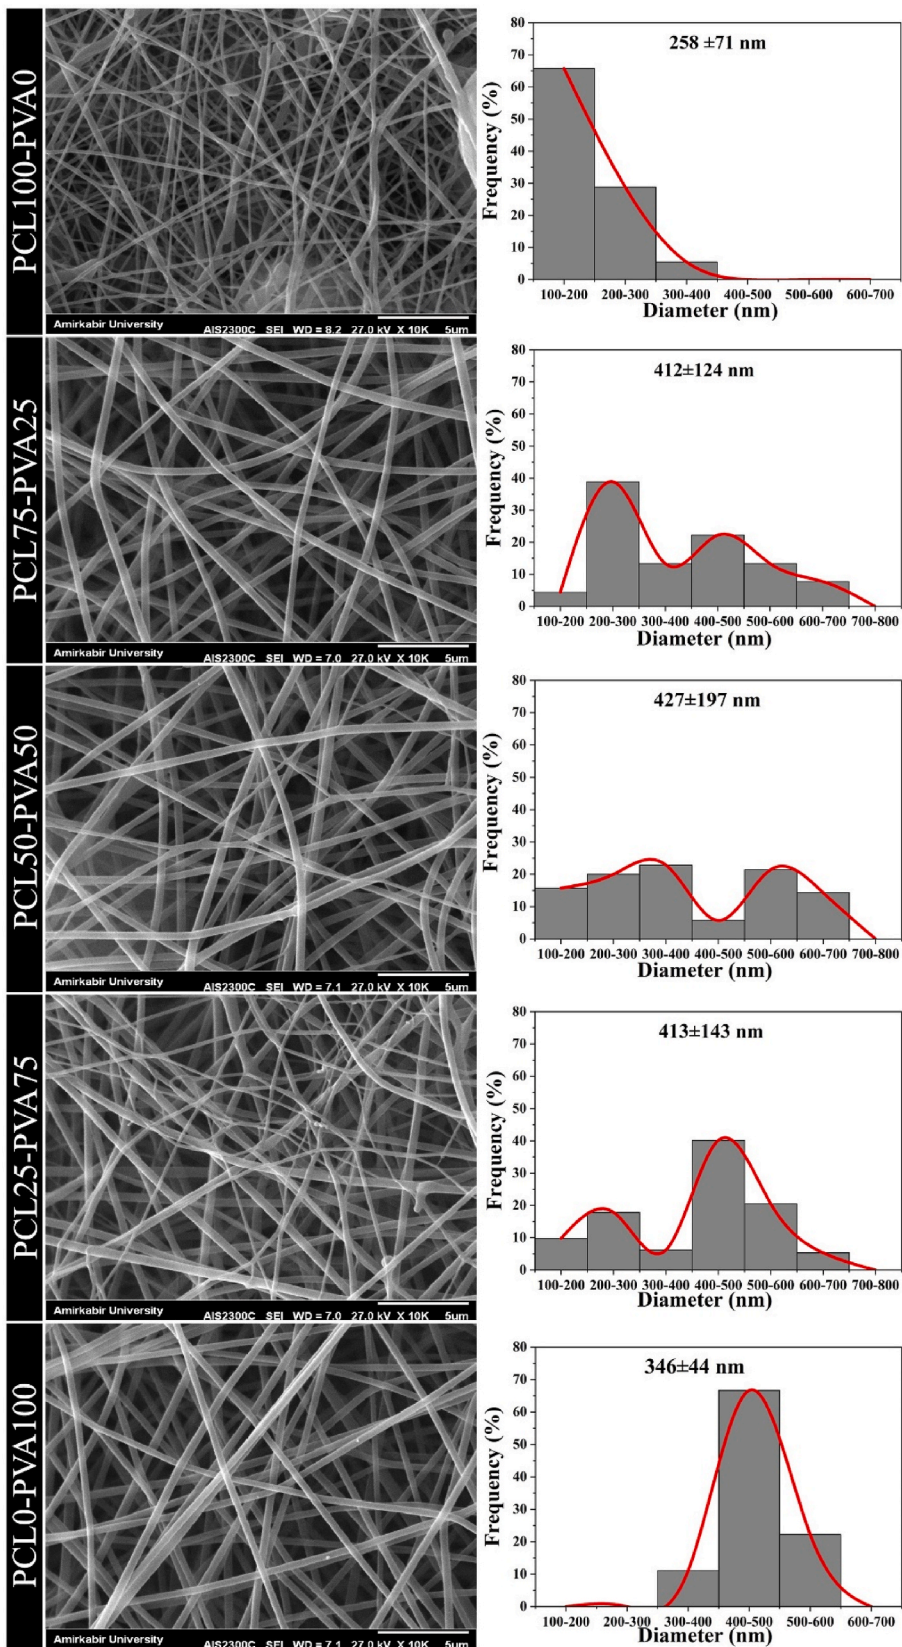 PCL100-PVA0
Amirkabir University
AIS2300C SEI WD = 8.2 27.0 kV X 10K 5um
258 ±71 nm
Frequency (%)
80
70
60
50
40
30
20
10
0
100-200 200-300 300-400 400-500 500-600 600-700
Diameter (nm)
PCL75-PVA25
Amirkabir University
AIS2300C SEI WD = 7.0 27.0 kV X 10K 5um
412±124 nm
Frequency (%)
80
70
60
50
40
30
20
10
0
100-200 200-300 300-400 400-500 500-600 600-700 700-800
Diameter (nm)
PCL50-PVA50
Amirkabir University
AIS2300C SEI WD = 7.1 27.0 kV X 10K 5um
427±197 nm
Frequency (%)
80
70
60
50
40
30
20
10
0
100-200 200-300 300-400 400-500 500-600 600-700 700-800
Diameter (nm)
PCL25-PVA75
Amirkabir University
AIS2300C SEI WD = 7.0 27.0 kV X 10K 5um
413±143 nm
Frequency (%)
80
70
60
50
40
30
20
10
0
100-200 200-300 300-400 400-500 500-600 600-700 700-800
Diameter (nm)
PCL0-PVA100
Amirkabir University
AIS2300C SEI WD = 7.1 27.0 kV X 10K 5um
346±44 nm
Frequency (%)
80
70
60
50
40
30
20
10
0
100-200 200-300 300-400 400-500 500-600 600-700
Diameter (nm)